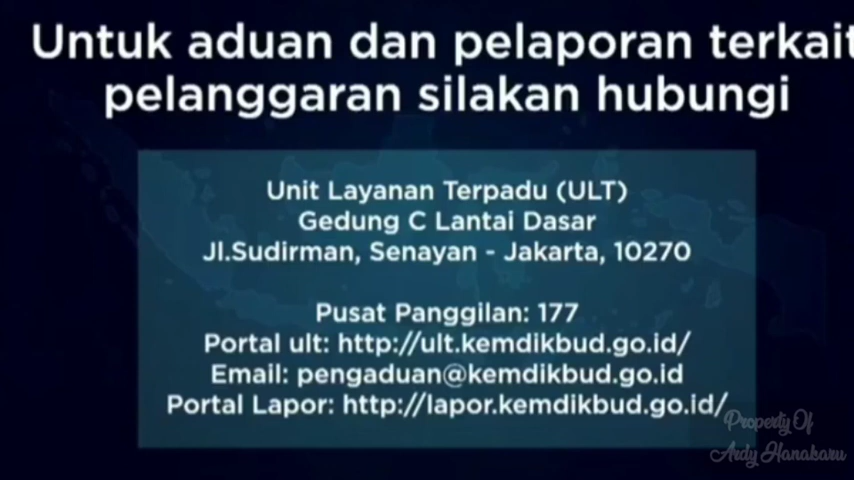 Untuk aduan dan pelaporan terkait
pelanggaran silakan hubungi
Unit Layanan Terpadu (ULT)
Gedung C Lantai Dasar
Jl.Sudirman, Senayan - Jakarta, 10270
Pusat Panggilan: 177
Portal ult: http://ult.kemdikbud.go.id/
Email: pengaduan@kemdikbud.go.id
Portal Lapor: http://lapor.kemdikbud.go.id/
Property Of
Ardy Hanakaru